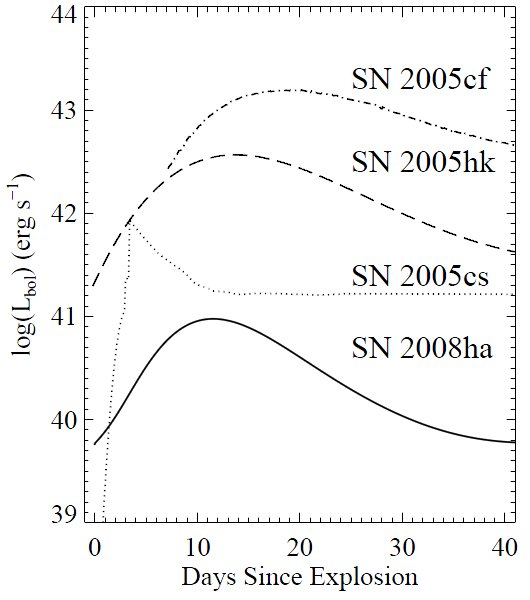 44
43
42
41
40
39
log(L_bol) (erg s⁻¹)
SN 2005cf
SN 2005hk
SN 2005cs
SN 2008ha
0 10 20 30 40
Days Since Explosion